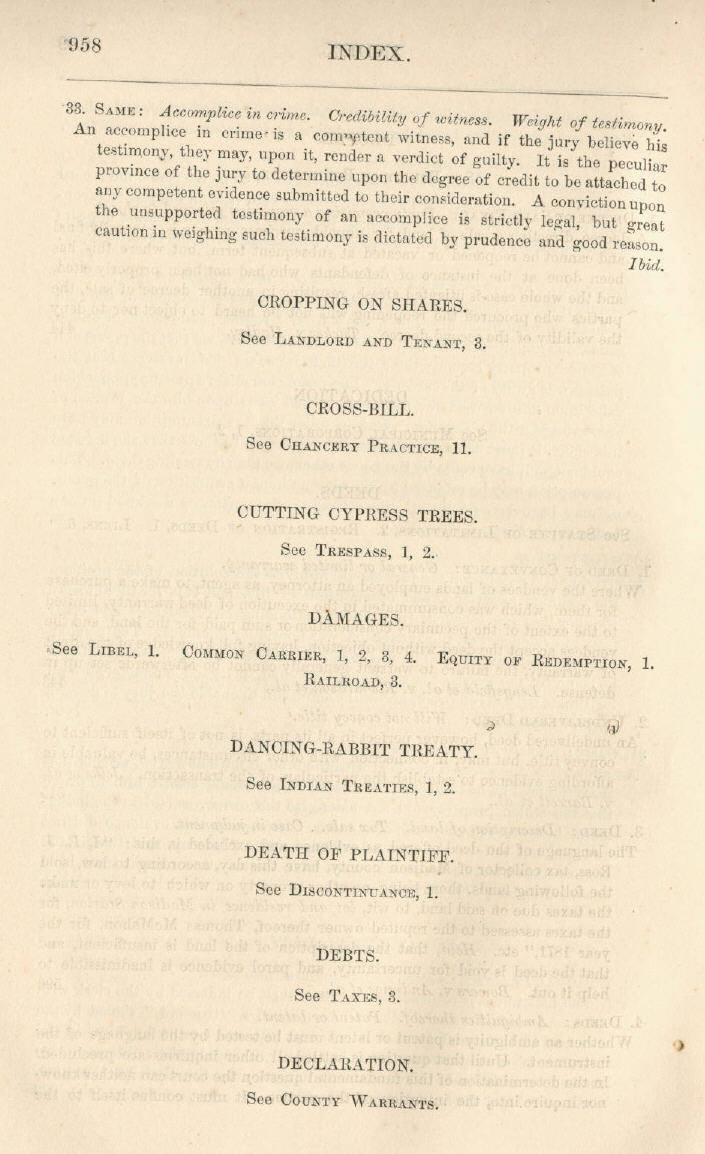 958
INDEX.
33. SAME: Accomplice in crime. Credibility of witness. Weight of testimony.
An accomplice in crime is a competent witness, and if the jury believe his
testimony, they may, upon it, render a verdict of guilty. It is the peculiar
province of the jury to determine upon the degree of credit to be attached to
any competent evidence submitted to their consideration. A conviction upon
the unsupported testimony of an accomplice is strictly legal, but great
caution in weighing such testimony is dictated by prudence and good reason.
Ibid.
CROPPING ON SHARES.
See LANDLORD AND TENANT, 3.
CROSS-BILL.
See CHANCERY PRACTICE, 11.
CUTTING CYPRESS TREES.
See TRESPASS, 1, 2.
DAMAGES.
See LIBEL, 1. COMMON CARRIER, 1, 2, 3, 4. EQUITY OF REDEMPTION, 1.
RAILROAD, 3.
DANCING-RABBIT TREATY.
See INDIAN TREATIES, 1, 2.
DEATH OF PLAINTIFF.
See DISCONTINUANCE, 1.
DEBTS.
See TAXES, 3.
DECLARATION.
See COUNTY WARRANTS.